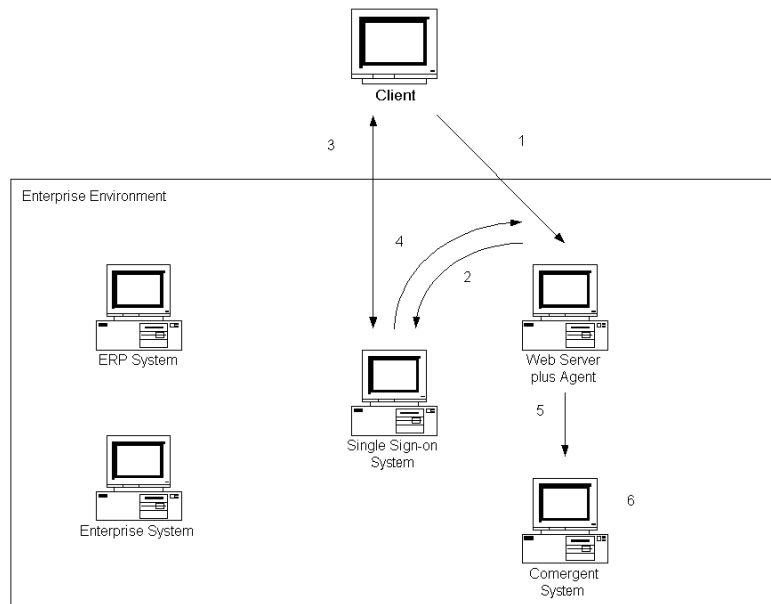 Client
3
1
Enterprise Environment
4
2
ERP System
Web Server
plus Agent
Single Sign-on
System
5
Enterprise System
6
Comergent
System